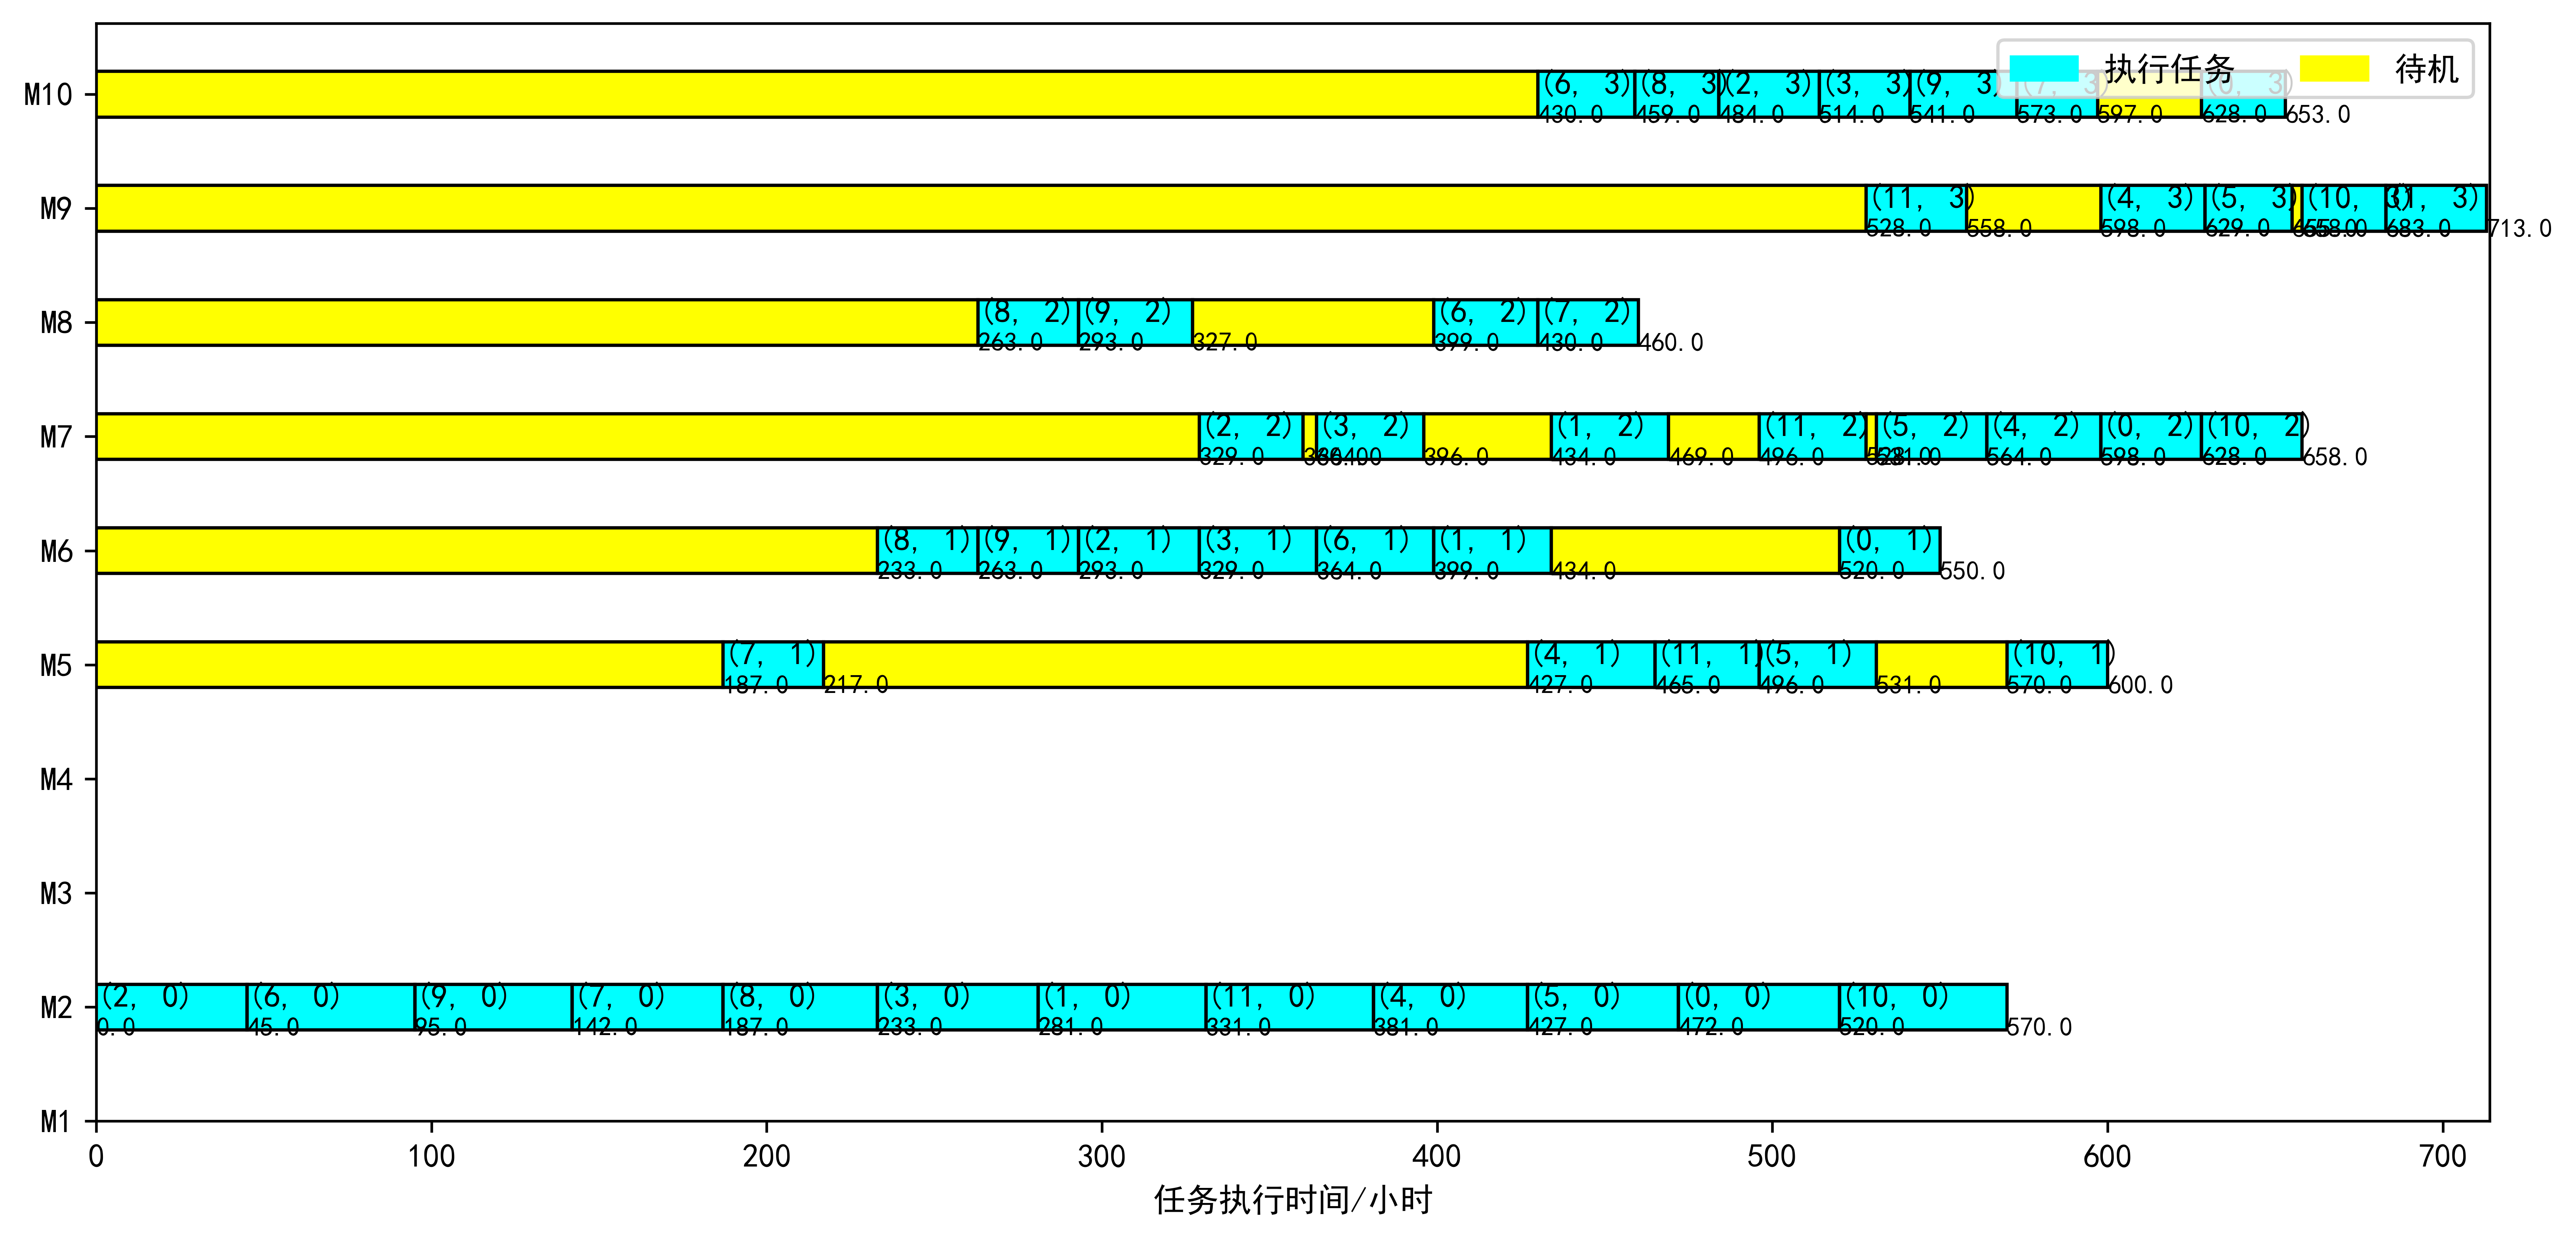 执行任务 待机
M10 (6, 3) (8, 3) (2, 3) (3, 3) (9, 3) (7, 3) (0, 3)
430.0 459.0 484.0 514.0 541.0 573.0 597.0 628.0 653.0
M9 (11, 3) (4, 3) (5, 3) (10, 3) (1, 3)
528.0 558.0 598.0 629.0 655.0 658.0 683.0 713.0
M8 (8, 2) (9, 2) (6, 2) (7, 2)
263.0 293.0 327.0 399.0 430.0 460.0
M7 (2, 2) (3, 2) (1, 2) (11, 2) (5, 2) (4, 2) (0, 2) (10, 2)
329.0 360.0 364.0 396.0 434.0 469.0 496.0 528.0 531.0 564.0 598.0 628.0 658.0
M6 (8, 1) (9, 1) (2, 1) (3, 1) (6, 1) (1, 1) (0, 1)
233.0 263.0 293.0 329.0 364.0 399.0 434.0 520.0 550.0
M5 (7, 1) (4, 1) (11, 1) (5, 1) (10, 1)
187.0 217.0 427.0 465.0 496.0 531.0 570.0 600.0
M4
M3
M2 (2, 0) (6, 0) (9, 0) (7, 0) (8, 0) (3, 0) (1, 0) (11, 0) (4, 0) (5, 0) (0, 0) (10, 0)
0.0 45.0 95.0 142.0 187.0 233.0 281.0 331.0 381.0 427.0 472.0 520.0 570.0
M1
0 100 200 300 400 500 600 700
任务执行时间/小时